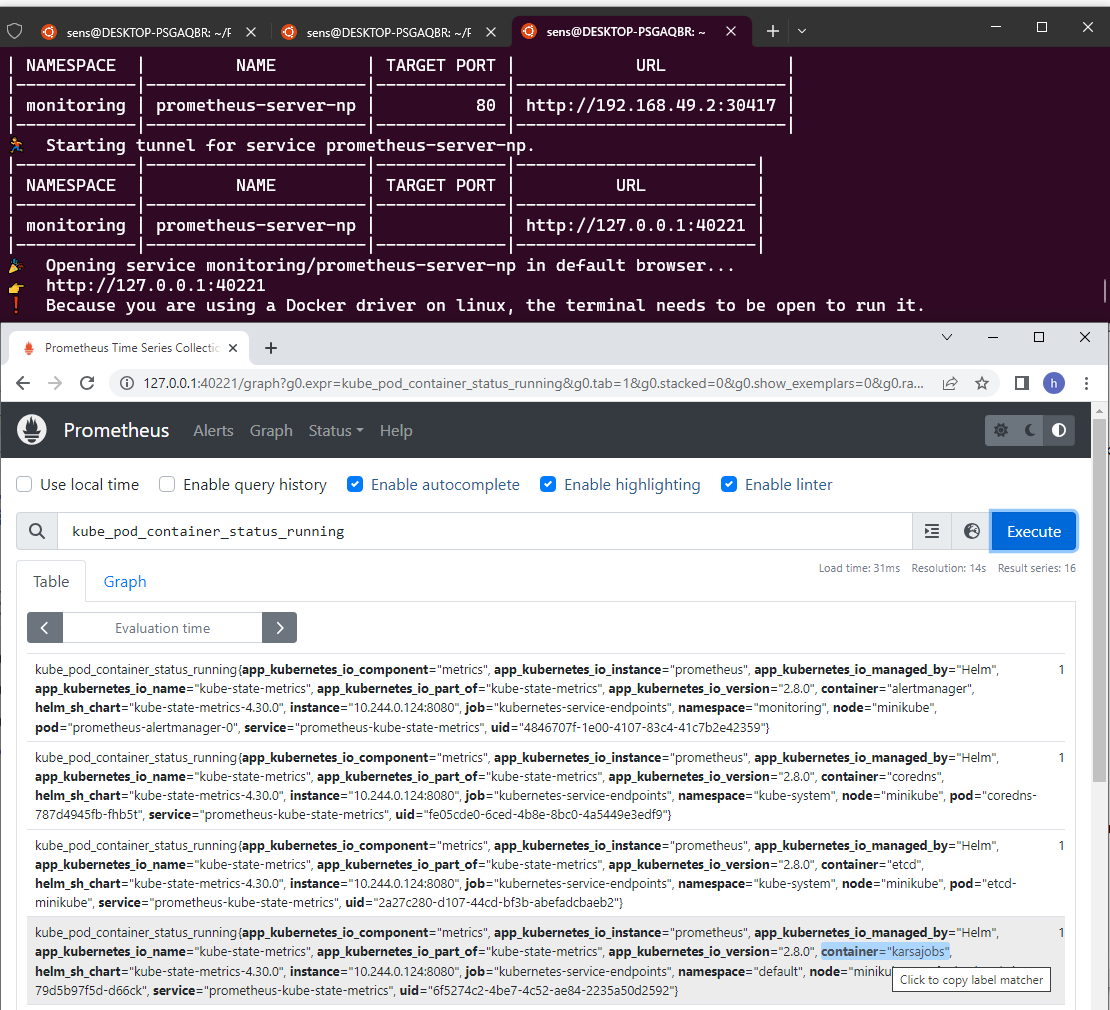 sens@DESKTOP-PSGAQBR: ~/F
sens@DESKTOP-PSGAQBR: ~/F
sens@DESKTOP-PSGAQBR: ~
| NAMESPACE | NAME | TARGET PORT | URL |
| monitoring | prometheus-server-np | 80 | http://192.168.49.2:30417 |
Starting tunnel for service prometheus-server-np.
| NAMESPACE | NAME | TARGET PORT | URL |
| monitoring | prometheus-server-np | | http://127.0.0.1:40221 |
Opening service monitoring/prometheus-server-np in default browser...
http://127.0.0.1:40221
Because you are using a Docker driver on linux, the terminal needs to be open to run it.
Prometheus Time Series Collectio
127.0.0.1:40221/graph?g0.expr=kube_pod_container_status_running&g0.tab=1&g0.stacked=0&g0.show_exemplars=0&g0.ra...
h
Prometheus Alerts Graph Status Help
Use local time Enable query history Enable autocomplete Enable highlighting Enable linter
kube_pod_container_status_running
Execute
Table Graph
Load time: 31ms Resolution: 14s Result series: 16
Evaluation time
kube_pod_container_status_running{app_kubernetes_io_component="metrics", app_kubernetes_io_instance="prometheus", app_kubernetes_io_managed_by="Helm", 1
app_kubernetes_io_name="kube-state-metrics", app_kubernetes_io_part_of="kube-state-metrics", app_kubernetes_io_version="2.8.0", container="alertmanager",
helm_sh_chart="kube-state-metrics-4.30.0", instance="10.244.0.124:8080", job="kubernetes-service-endpoints", namespace="monitoring", node="minikube",
pod="prometheus-alertmanager-0", service="prometheus-kube-state-metrics", uid="4846707f-1e00-4107-83c4-41c7b2e42359"}
kube_pod_container_status_running{app_kubernetes_io_component="metrics", app_kubernetes_io_instance="prometheus", app_kubernetes_io_managed_by="Helm", 1
app_kubernetes_io_name="kube-state-metrics", app_kubernetes_io_part_of="kube-state-metrics", app_kubernetes_io_version="2.8.0", container="coredns",
helm_sh_chart="kube-state-metrics-4.30.0", instance="10.244.0.124:8080", job="kubernetes-service-endpoints", namespace="kube-system", node="minikube", pod="coredns-
787d4945fb-fhb5t", service="prometheus-kube-state-metrics", uid="fe05cde0-6ced-4b8e-8bc0-4a5449e3edf9"}
kube_pod_container_status_running{app_kubernetes_io_component="metrics", app_kubernetes_io_instance="prometheus", app_kubernetes_io_managed_by="Helm", 1
app_kubernetes_io_name="kube-state-metrics", app_kubernetes_io_part_of="kube-state-metrics", app_kubernetes_io_version="2.8.0", container="etcd",
helm_sh_chart="kube-state-metrics-4.30.0", instance="10.244.0.124:8080", job="kubernetes-service-endpoints", namespace="kube-system", node="minikube", pod="etcd-
minikube", service="prometheus-kube-state-metrics", uid="2a27c280-d107-44cd-bf3b-abefadcbaeb2"}
kube_pod_container_status_running{app_kubernetes_io_component="metrics", app_kubernetes_io_instance="prometheus", app_kubernetes_io_managed_by="Helm", 1
app_kubernetes_io_name="kube-state-metrics", app_kubernetes_io_part_of="kube-state-metrics", app_kubernetes_io_version="2.8.0", container="karsajobs",
helm_sh_chart="kube-state-metrics-4.30.0", instance="10.244.0.124:8080", job="kubernetes-service-endpoints", namespace="default", node="miniku
79d5b97f5d-d66ck", service="prometheus-kube-state-metrics", uid="6f5274c2-4be7-4c52-ae84-2235a50d2592"}
Click to copy label matcher